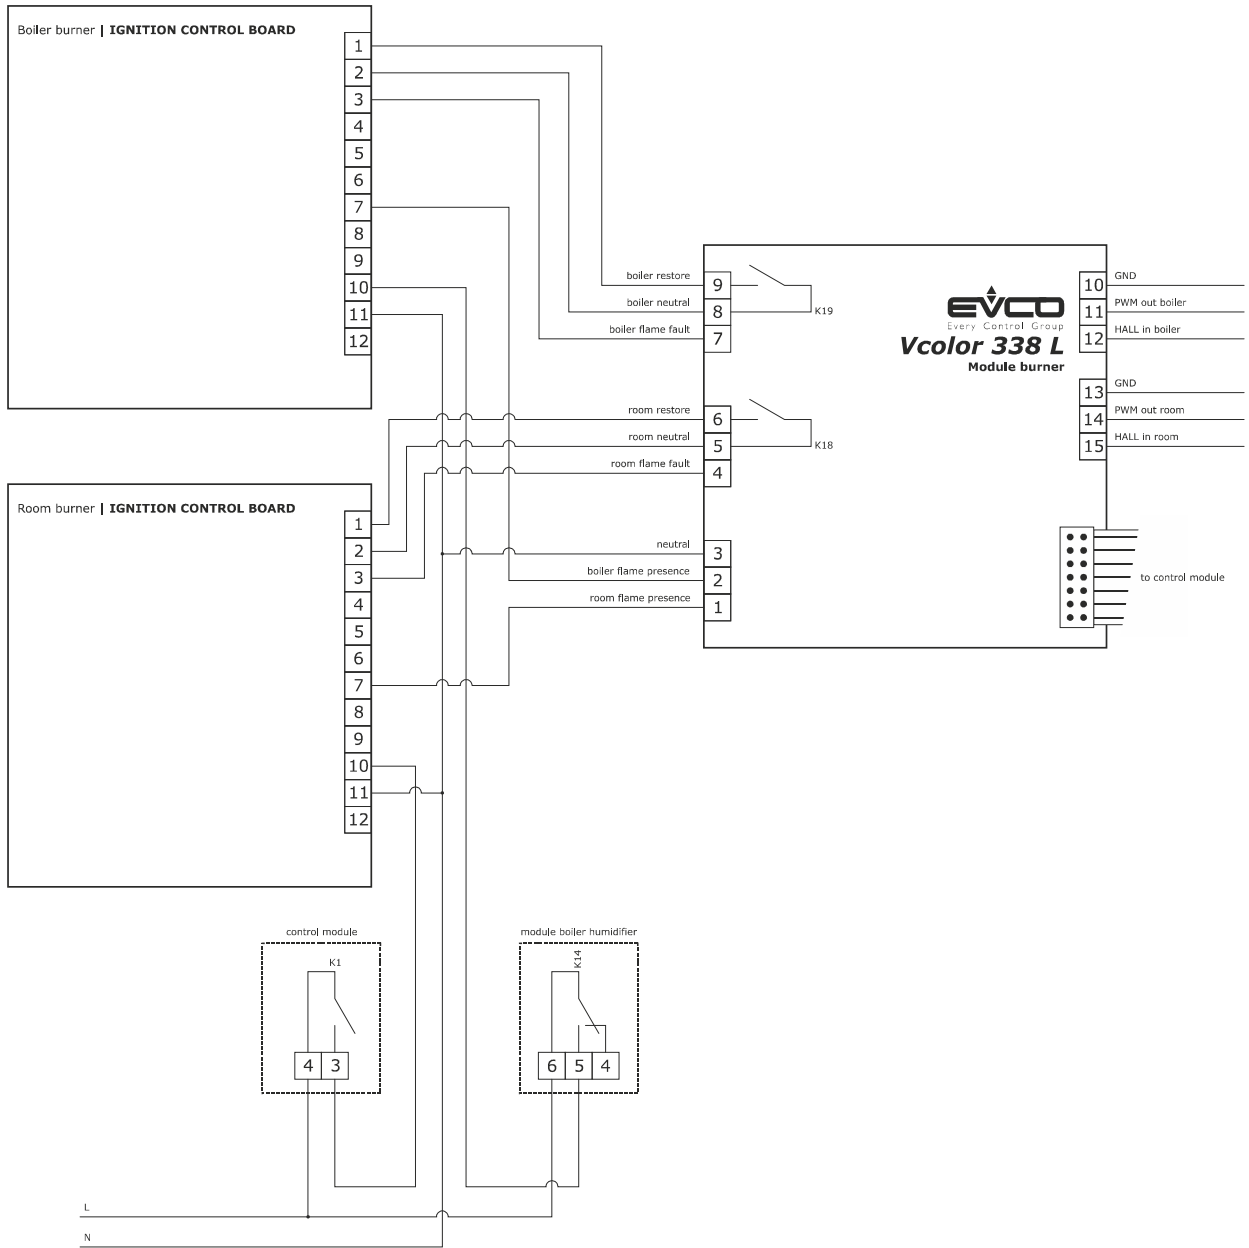 Boiler burner | IGNITION CONTROL BOARD
1
2
3
4
5
6
7
8
9
10
11
12
boiler restore
boiler neutral
boiler flame fault
9
8
7
K19
EVCO
Every Control Group
Vcolor 338 L
Module burner
10
11
12
GND
PWM out boiler
HALL in boiler
13
14
15
GND
PWM out room
HALL in room
room restore
room neutral
room flame fault
6
5
4
K18
neutral
boiler flame presence
room flame presence
3
2
1
to control module
Room burner | IGNITION CONTROL BOARD
1
2
3
4
5
6
7
8
9
10
11
12
control module
K1
4 3
module boiler humidifier
K14
6 5 4
L
N